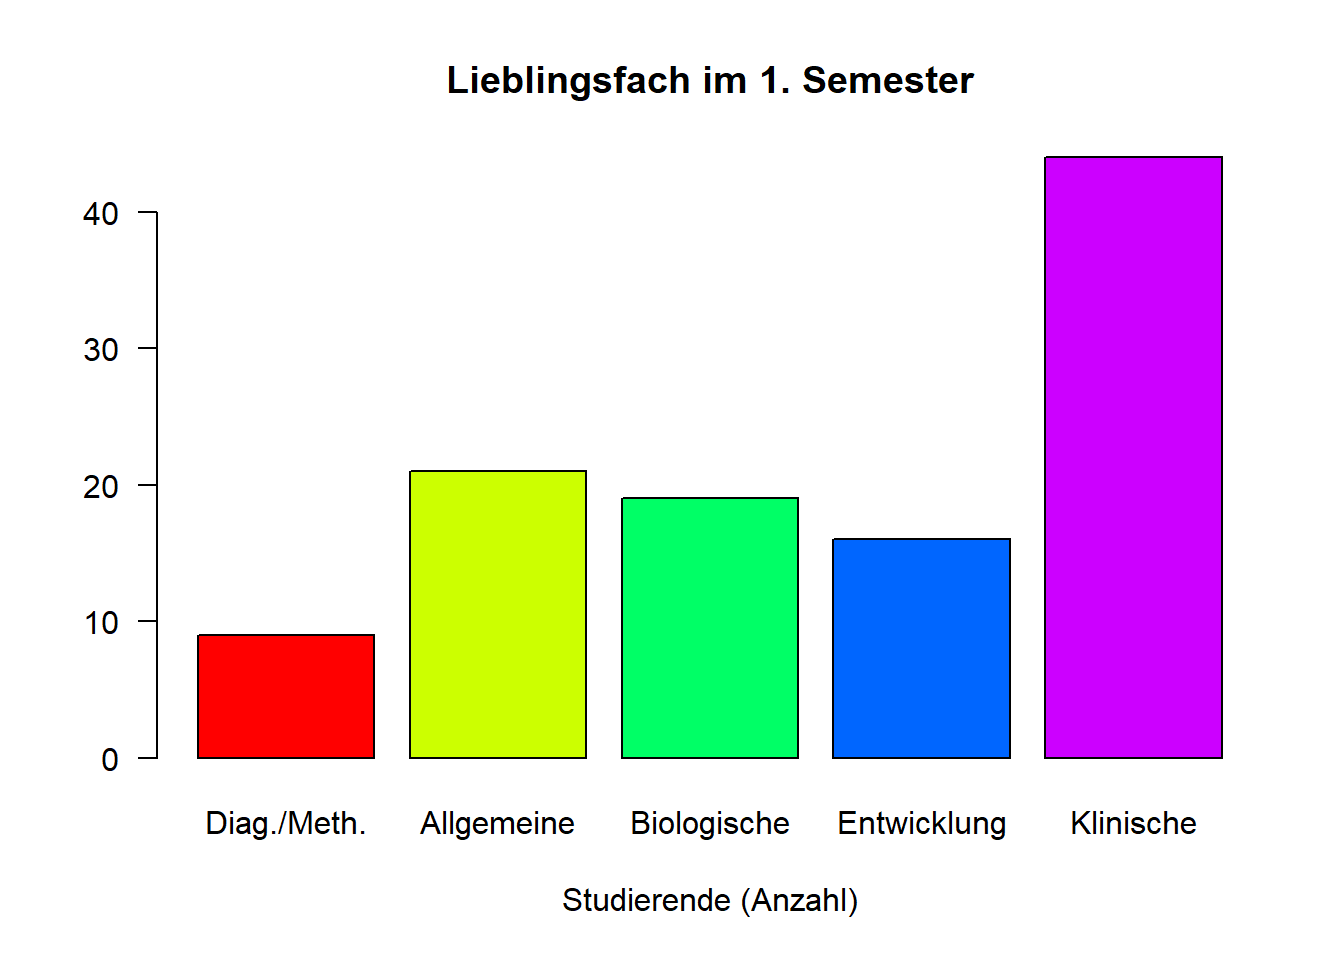 Lieblingsfach im 1. Semester
40
30
20
10
0
Diag./Meth. Allgemeine Biologische Entwicklung Klinische
Studierende (Anzahl)